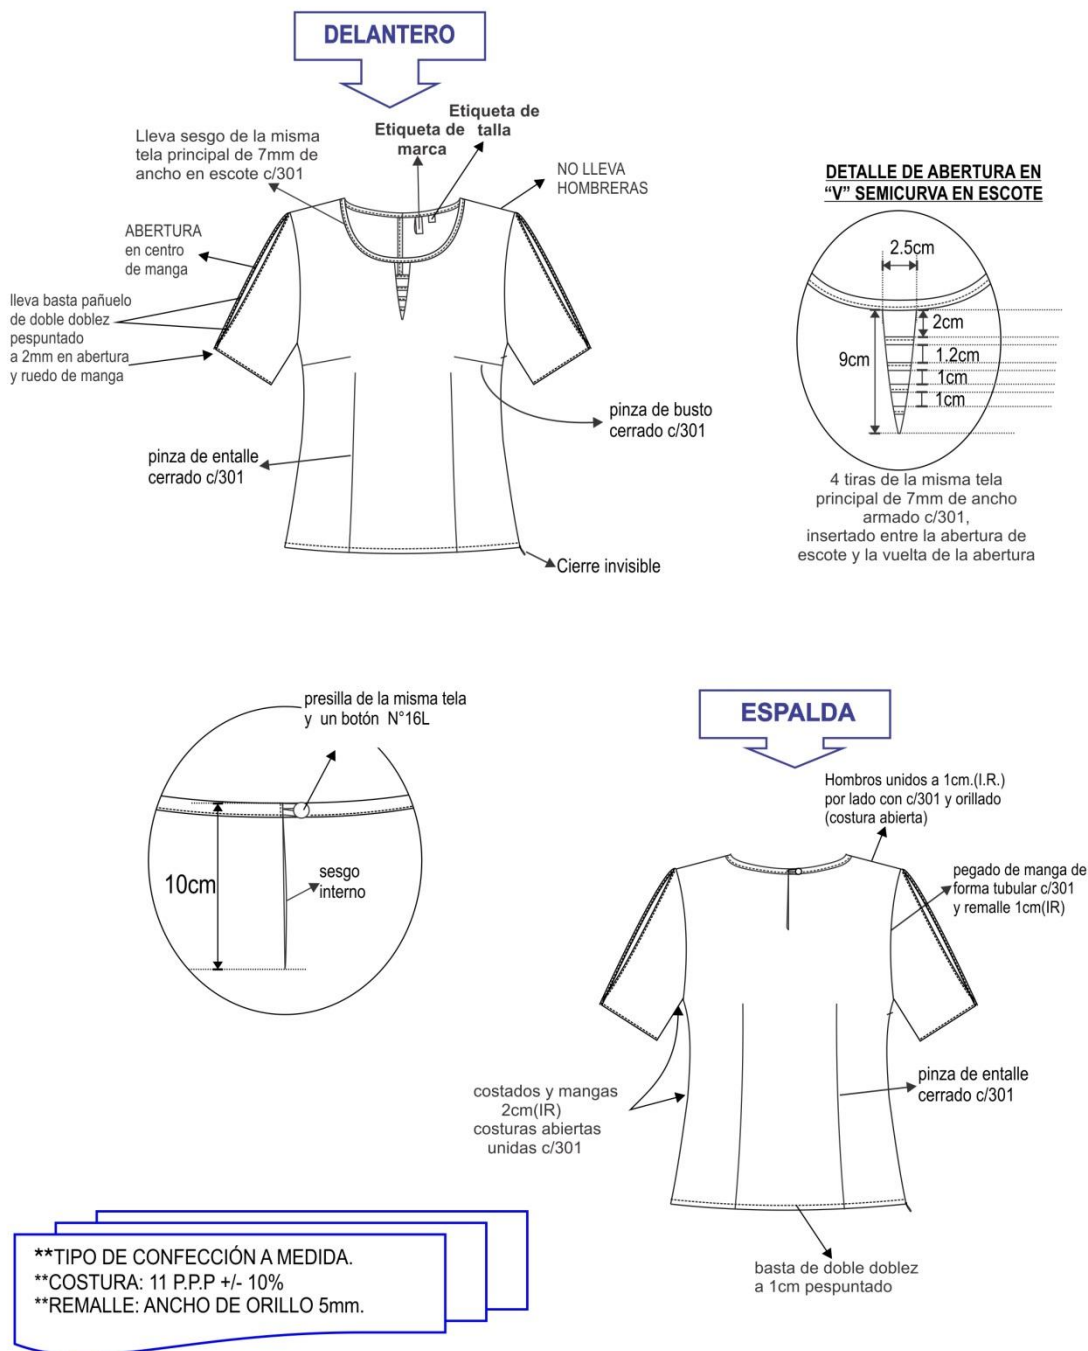 DELANTERO
Lleva sesgo de la misma
tela principal de 7mm de
ancho en escote c/301
Etiqueta de
marca
Etiqueta de
talla
NO LLEVA
HOMBRERAS
ABERTURA
en centro
de manga
lleva basta pañuelo
de doble doblez
pespuntado
a 2mm en abertura
y ruedo de manga
pinza de busto
cerrado c/301
pinza de entalle
cerrado c/301
Cierre invisible
DETALLE DE ABERTURA EN
“V” SEMICURVA EN ESCOTE
2.5cm
2cm
9cm
1.2cm
1cm
1cm
4 tiras de la misma tela
principal de 7mm de ancho
armado c/301,
insertado entre la abertura de
escote y la vuelta de la abertura
presilla de la misma tela
y un botón N°16L
10cm
sesgo
interno
ESPALDA
Hombros unidos a 1cm.(I.R.)
por lado con c/301 y orillado
(costura abierta)
pegado de manga de
forma tubular c/301
y remalle 1cm(IR)
costados y mangas
2cm(IR)
costuras abiertas
unidas c/301
pinza de entalle
cerrado c/301
basta de doble doblez
a 1cm pespuntado
**TIPO DE CONFECCIÓN A MEDIDA.
**COSTURA: 11 P.P.P +/- 10%
**REMALLE: ANCHO DE ORILLO 5mm.